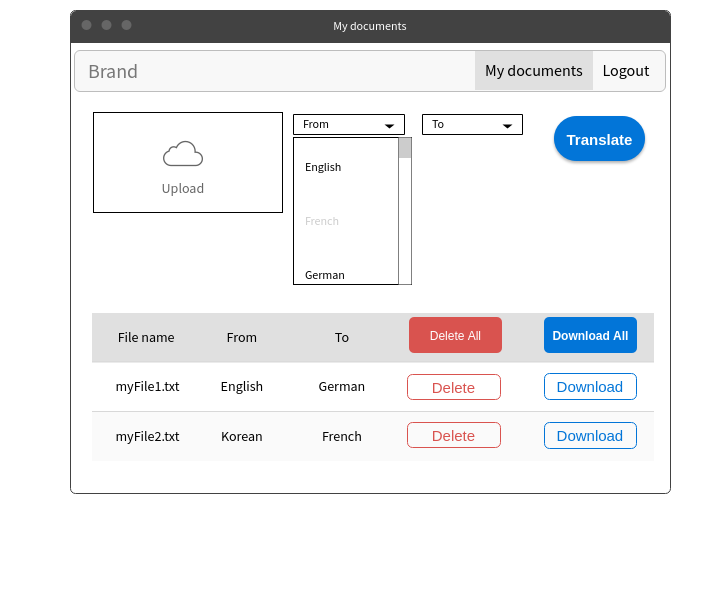 My documents
Brand My documents Logout
From To Translate
Upload
English
French
German
File name From To Delete All Download All
myFile1.txt English German Delete Download
myFile2.txt Korean French Delete Download